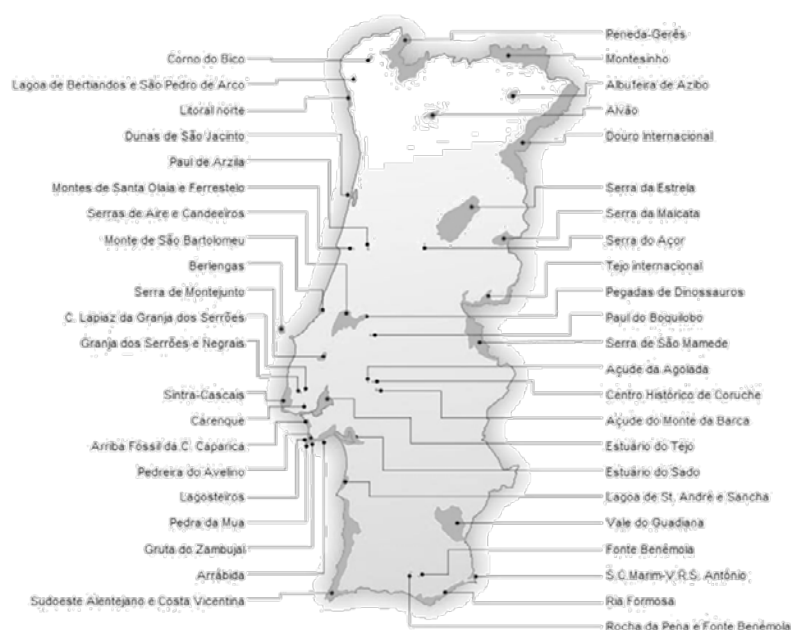 Corno do Bico
Lagoa de Bertiandos e São Pedro de Arco
Litoral norte
Dunas de São Jacinto
Paul de Arzila
Montes de Santa Olaia e Ferrestelo
Serras de Aire e Candeeiros
Monte de São Bartolomeu
Berlengas
Serra de Montejunto
C. Lapiaz da Granja dos Serrões
Granja dos Serrões e Negrais
Sintra-Cascais
Carenque
Arriba Fóssil da C. Caparica
Pedreira do Avelino
Lagosteiros
Pedra da Mua
Gruta do Zambujal
Arrábida
Sudoeste Alentejano e Costa Vicentina
Peneda-Gerês
Montesinho
Albufeira de Azibo
Alvão
Douro Internacional
Serra da Estrela
Serra da Malcata
Serra do Açor
Tejo internacional
Pegadas de Dinossauros
Paul do Boquilobo
Serra de São Mamede
Açude da Agolada
Centro Histórico de Coruche
Açude do Monte da Barca
Estuário do Tejo
Estuário do Sado
Lagoa de St. André e Sancha
Vale do Guadiana
Fonte Benémola
S.C.Marim-V.R.S. António
Ria Formosa
Rocha da Pena e Fonte Benémola